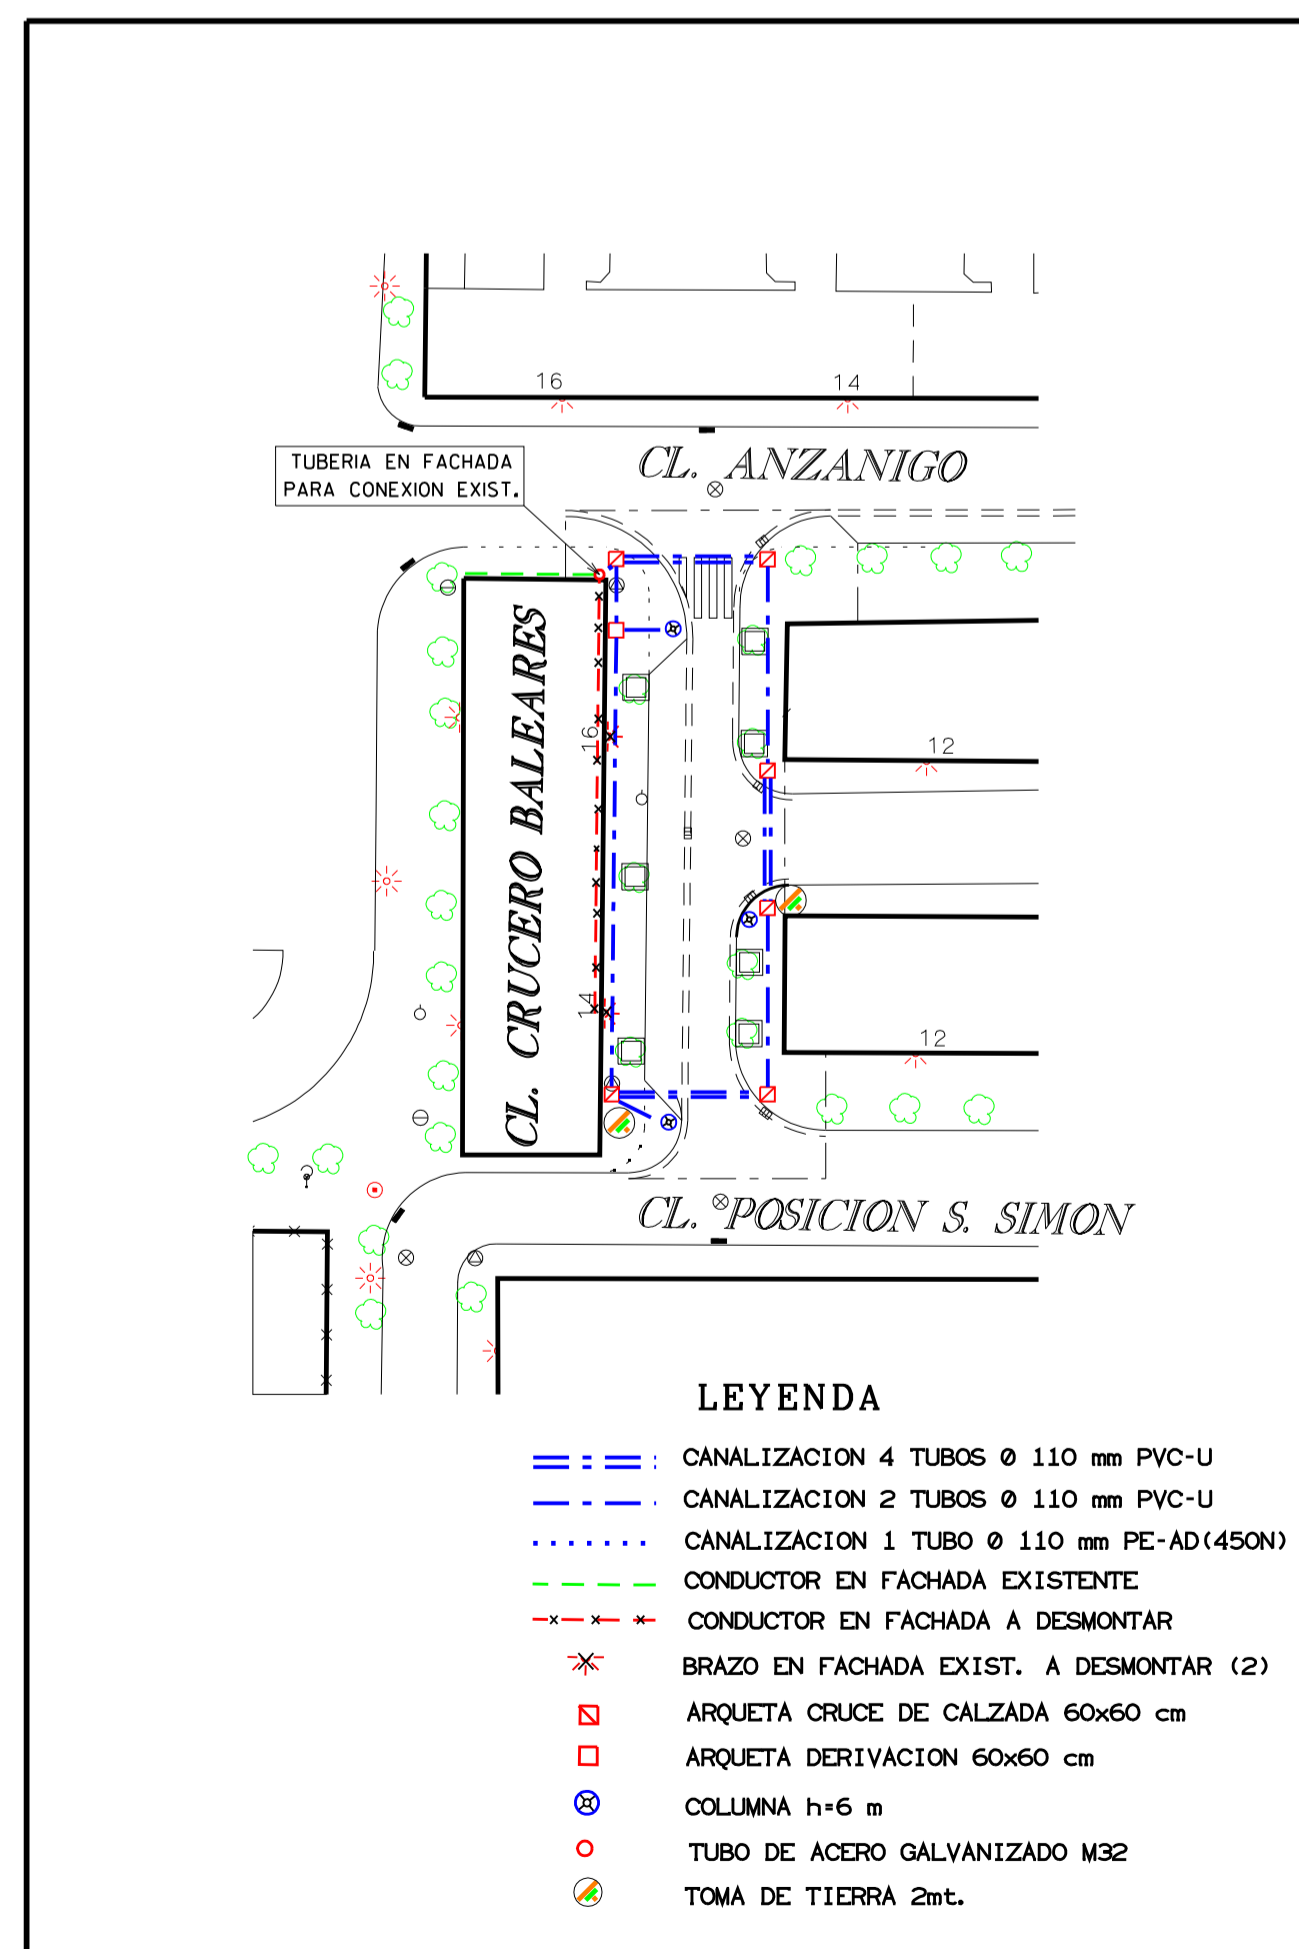 16
14
CL. ANZANIGO
TUBERIA EN FACHADA
PARA CONEXION EXIST.
CL. CRUCERO BALEARES
16
12
14
12
CL. POSICION S. SIMON
LEYENDA
CANALIZACION 4 TUBOS Ø 110 mm PVC-U
CANALIZACION 2 TUBOS Ø 110 mm PVC-U
CANALIZACION 1 TUBO Ø 110 mm PE-AD(450N)
CONDUCTOR EN FACHADA EXISTENTE
CONDUCTOR EN FACHADA A DESMONTAR
BRAZO EN FACHADA EXIST. A DESMONTAR (2)
ARQUETA CRUCE DE CALZADA 60x60 cm
ARQUETA DERIVACION 60x60 cm
COLUMNA h=6 m
TUBO DE ACERO GALVANIZADO M32
TOMA DE TIERRA 2mt.